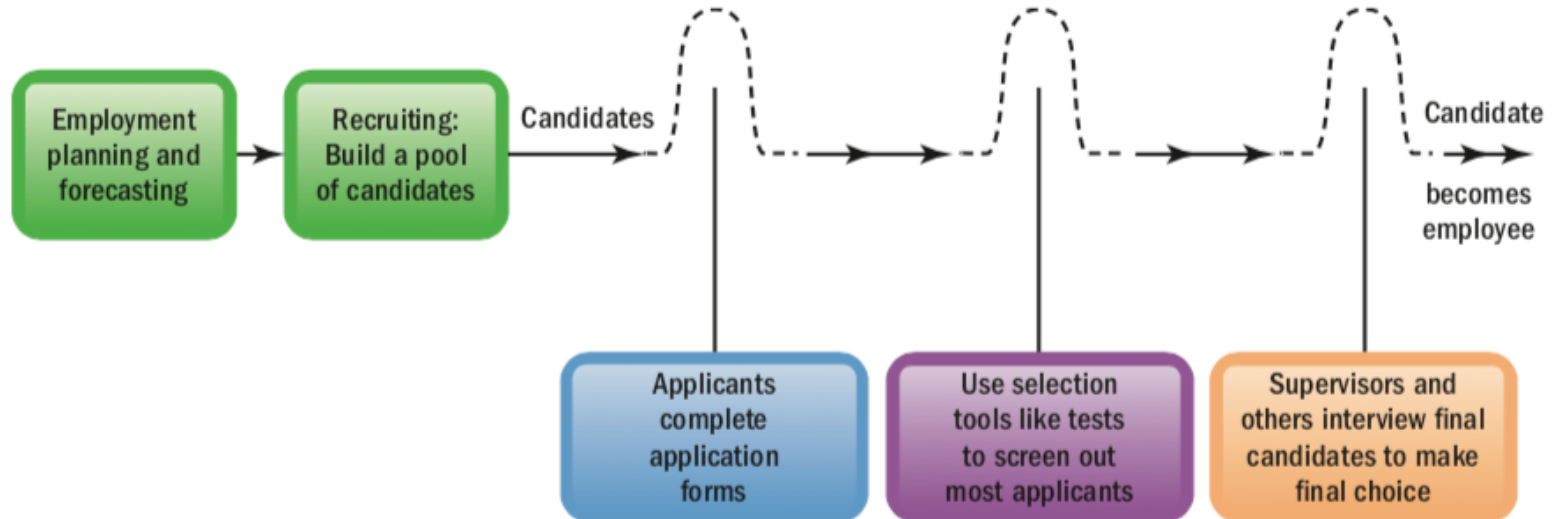 Employment
planning and
forecasting
Recruiting:
Build a pool
of candidates
Candidates
Candidate
becomes
employee
Applicants
complete
application
forms
Use selection
tools like tests
to screen out
most applicants
Supervisors and
others interview final
candidates to make
final choice